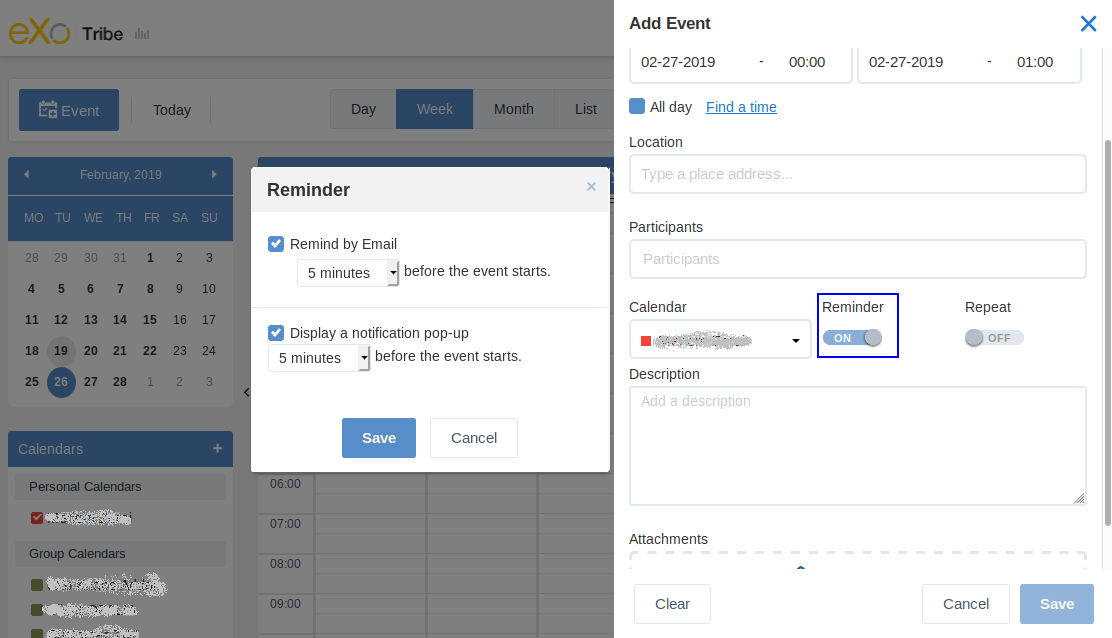 eXo Tribe
Event Today Day Week Month List
February, 2019
MO TU WE TH FR SA SU
28 29 30 31 1 2 3
4 5 6 7 8 9 10
11 12 13 14 15 16 17
18 19 20 21 22 23 24
25 26 27 28 1 2 3
Calendars +
Personal Calendars
Group Calendars
06:00
07:00
08:00
09:00
Reminder ×
Remind by Email
5 minutes before the event starts.
Display a notification pop-up
5 minutes before the event starts.
Save Cancel
Add Event
02-27-2019 - 00:00 02-27-2019 - 01:00
All day Find a time
Location
Type a place address...
Participants
Participants
Calendar Reminder Repeat
ON OFF
Description
Add a description
Attachments
Clear Cancel Save